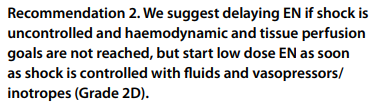 Recommendation 2. We suggest delaying EN if shock is
uncontrolled and haemodynamic and tissue perfusion
goals are not reached, but start low dose EN as soon
as shock is controlled with fluids and vasopressors/
inotropes (Grade 2D).